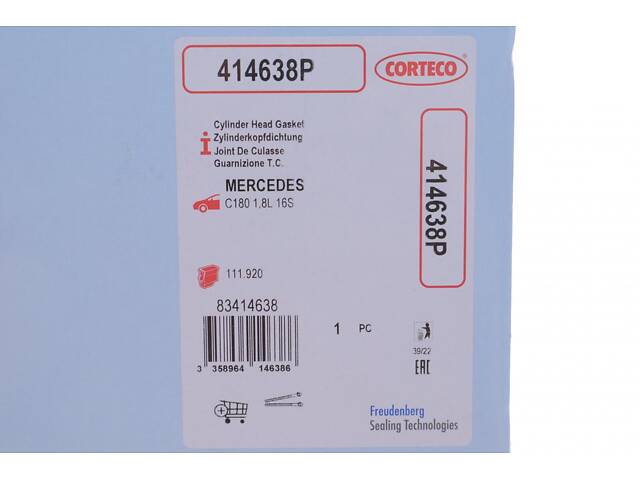 414638P
CORTECO
Cylinder Head Gasket
i Zylinderkopfdichtung
Joint De Culasse
Guarnizione T.C.
414638P
MERCEDES
C180 1,8L 16S
111.920
83414638
1 PC
3 358964 146386
39/22
EAC
Freudenberg
Sealing Technologies